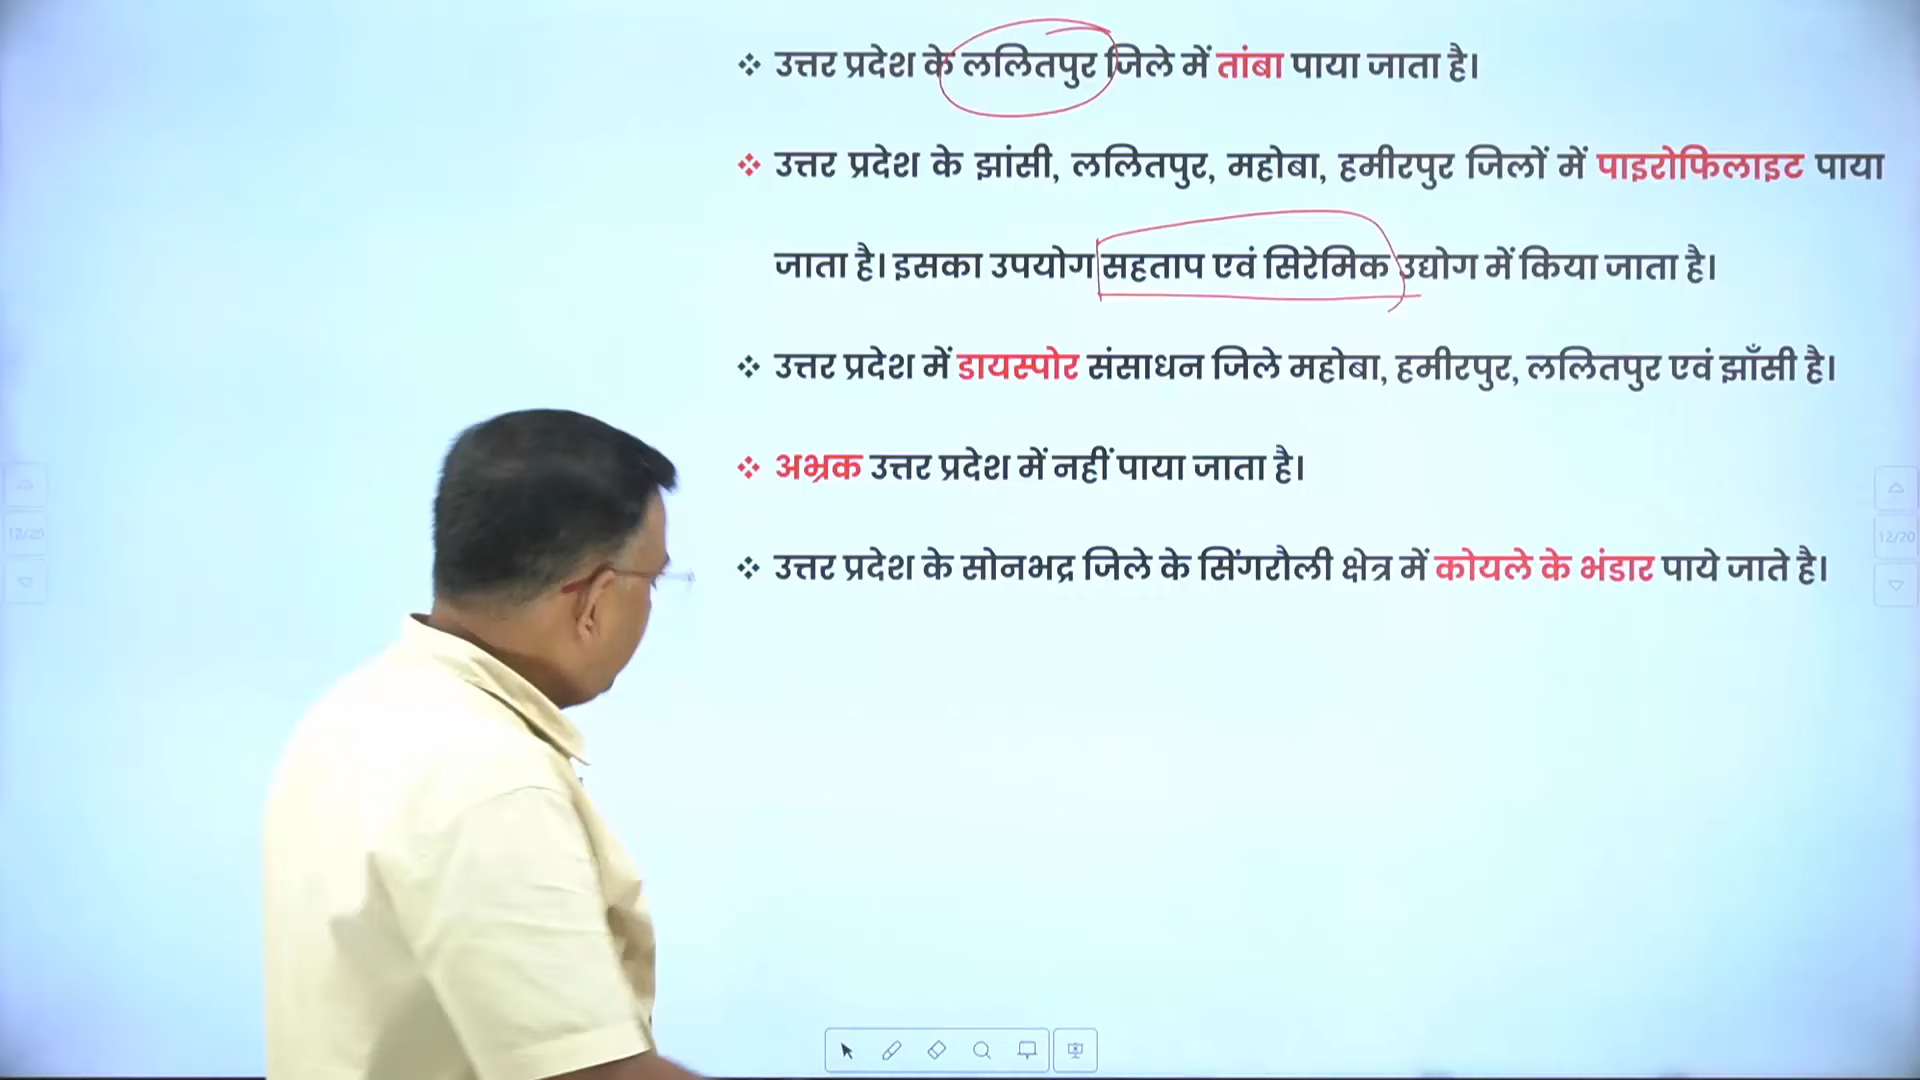 ❖ उत्तर प्रदेश के ललितपुर जिले में तांबा पाया जाता है।
❖ उत्तर प्रदेश के झांसी, ललितपुर, महोबा, हमीरपुर जिलों में पाइरोफिलाइट पाया
जाता है। इसका उपयोग सहताप एवं सिरेमिक उद्योग में किया जाता है।
❖ उत्तर प्रदेश में डायस्पोर संसाधन जिले महोबा, हमीरपुर, ललितपुर एवं झाँसी है।
❖ अभ्रक उत्तर प्रदेश में नहीं पाया जाता है।
12/20
12/20
❖ उत्तर प्रदेश के सोनभद्र जिले के सिंगरौली क्षेत्र में कोयले के भंडार पाये जाते है।